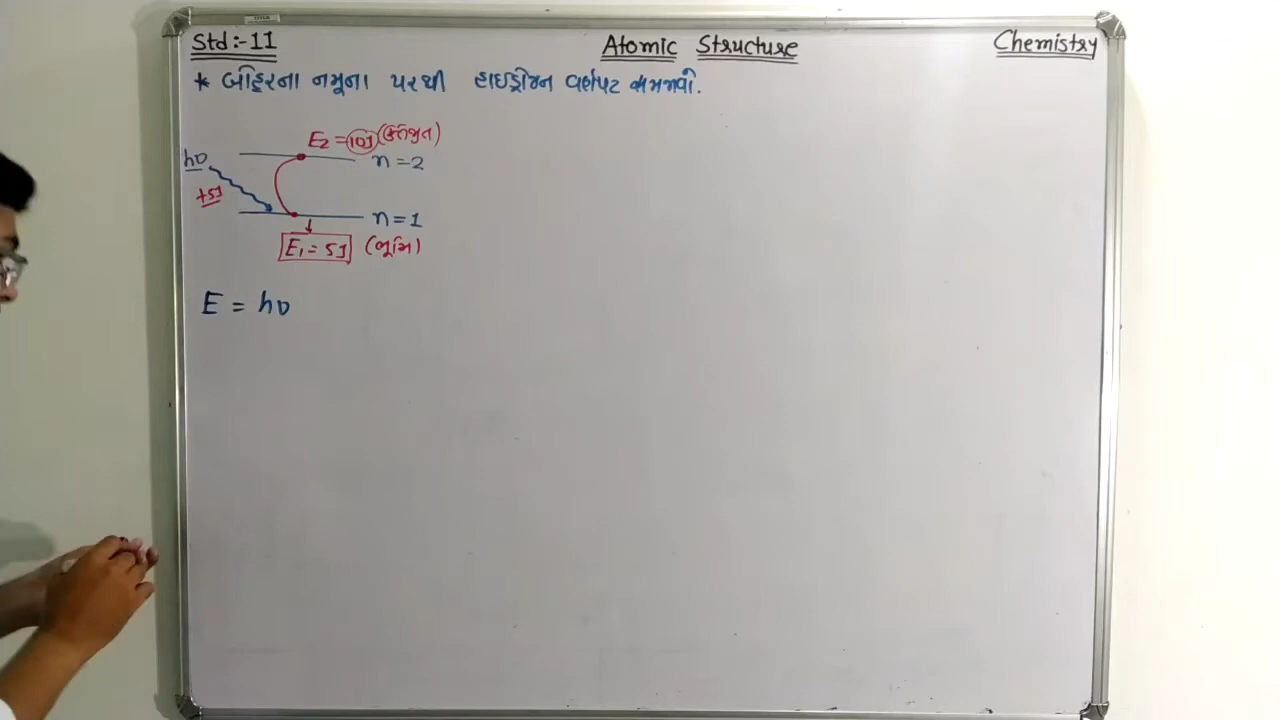 Std:-11 Atomic Structure Chemistry
* બોહરના નમૂના પરથી હાઇડ્રોજન વર્ણપટ સમજાવો.
E₂ = 10J (ઉત્તેજીત)
hν n = 2
+5J
n = 1
E₁ = 5J (ભૂમિ)
E = hν